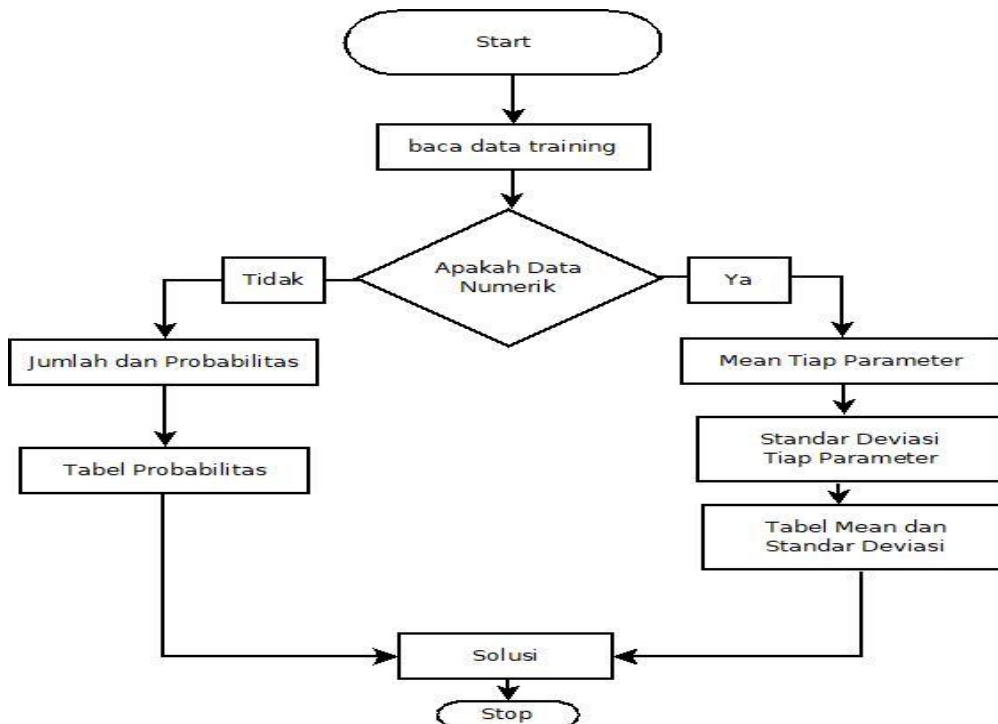 Start
baca data training
Apakah Data
Numerik
Tidak
Ya
Jumlah dan Probabilitas
Mean Tiap Parameter
Tabel Probabilitas
Standar Deviasi
Tiap Parameter
Tabel Mean dan
Standar Deviasi
Solusi
Stop